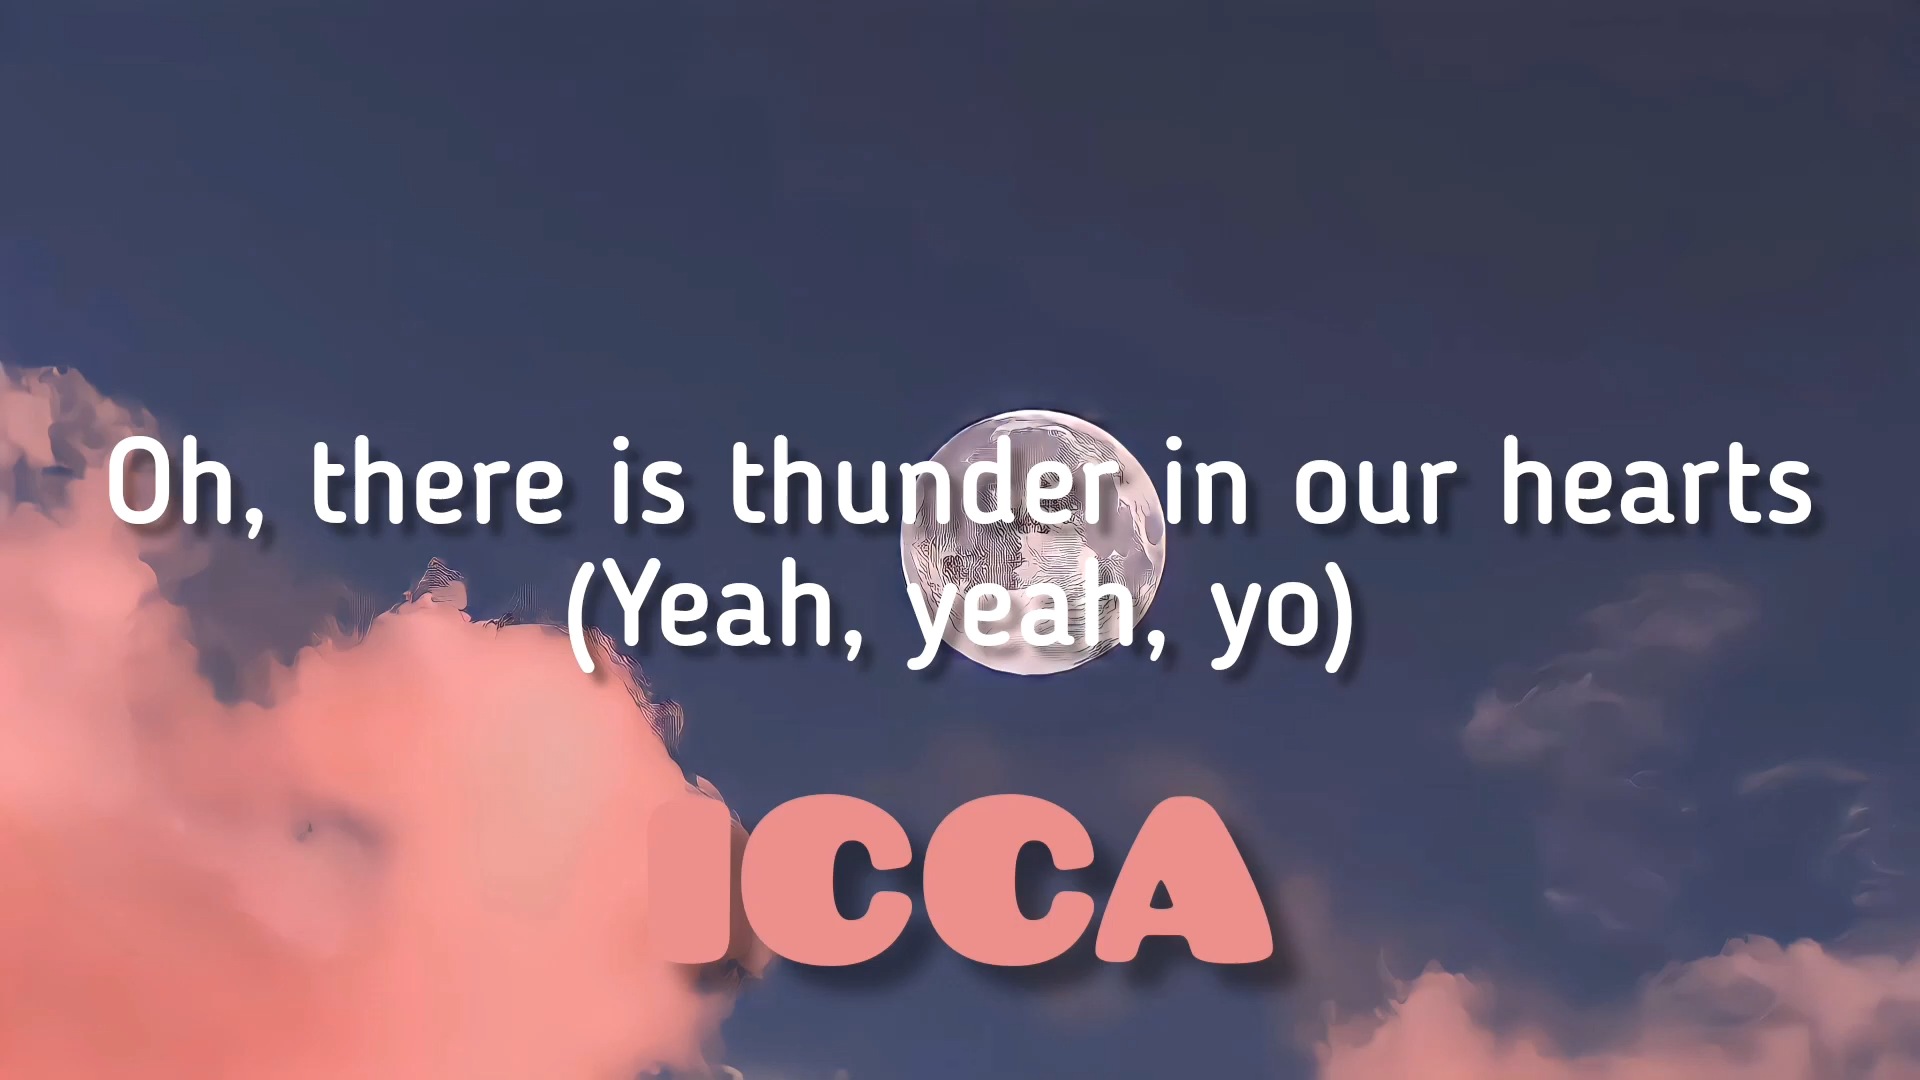 Oh, there is thunder in our hearts
(Yeah, yeah, yo)
ICCA